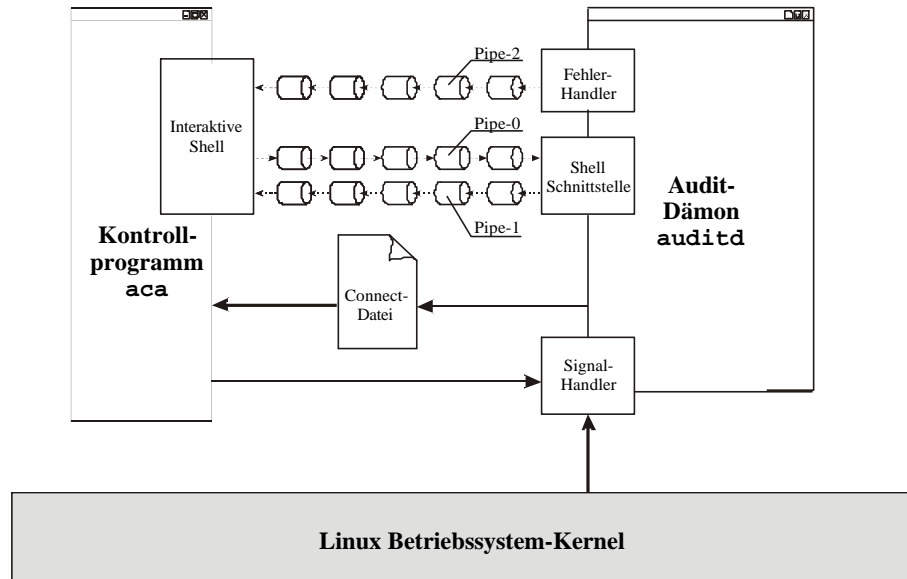 Pipe-2
Fehler-
Handler
Interaktive
Shell
Pipe-0
Shell
Schnittstelle
Pipe-1
Audit-
Dämon
auditd
Kontroll-
programm
aca
Connect-
Datei
Signal-
Handler
Linux Betriebssystem-Kernel